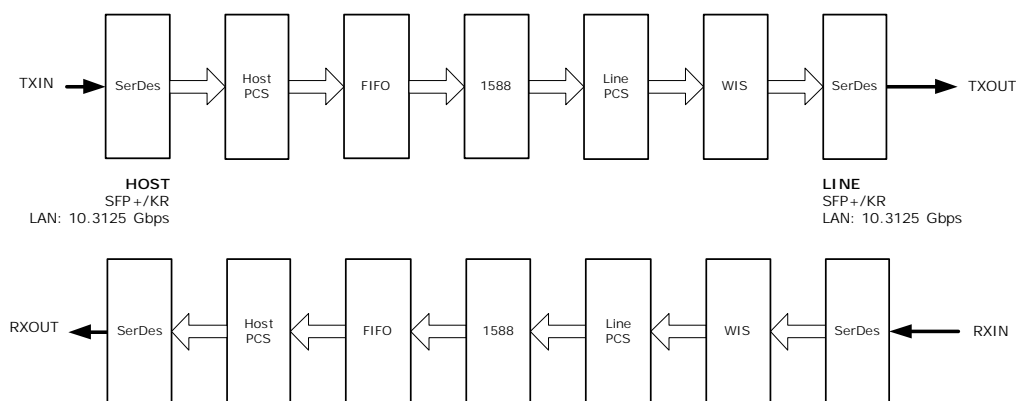 TXIN
SerDes
Host
PCS
FIFO
1588
Line
PCS
WIS
SerDes
TXOUT
HOST
SFP+/KR
LAN: 10.3125 Gbps
LINE
SFP+/KR
LAN: 10.3125 Gbps
RXOUT
SerDes
Host
PCS
FIFO
1588
Line
PCS
WIS
SerDes
RXIN